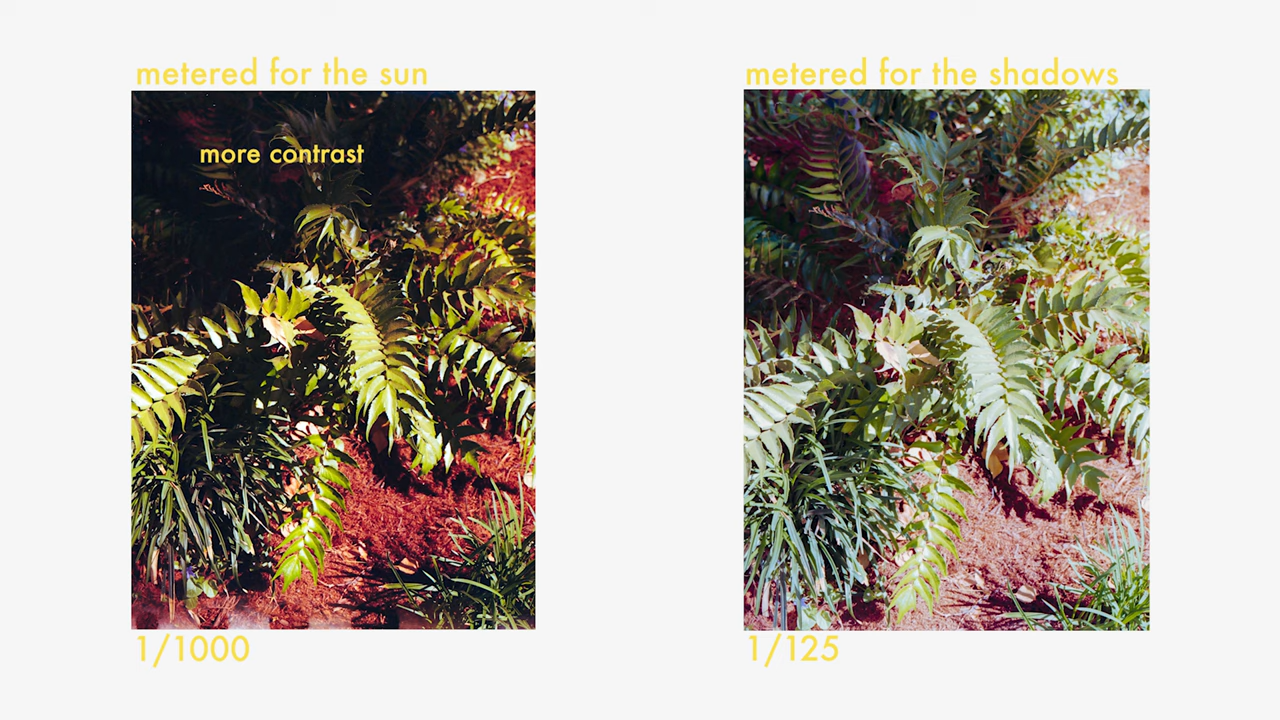 metered for the sun
more contrast
1/1000
metered for the shadows
1/125